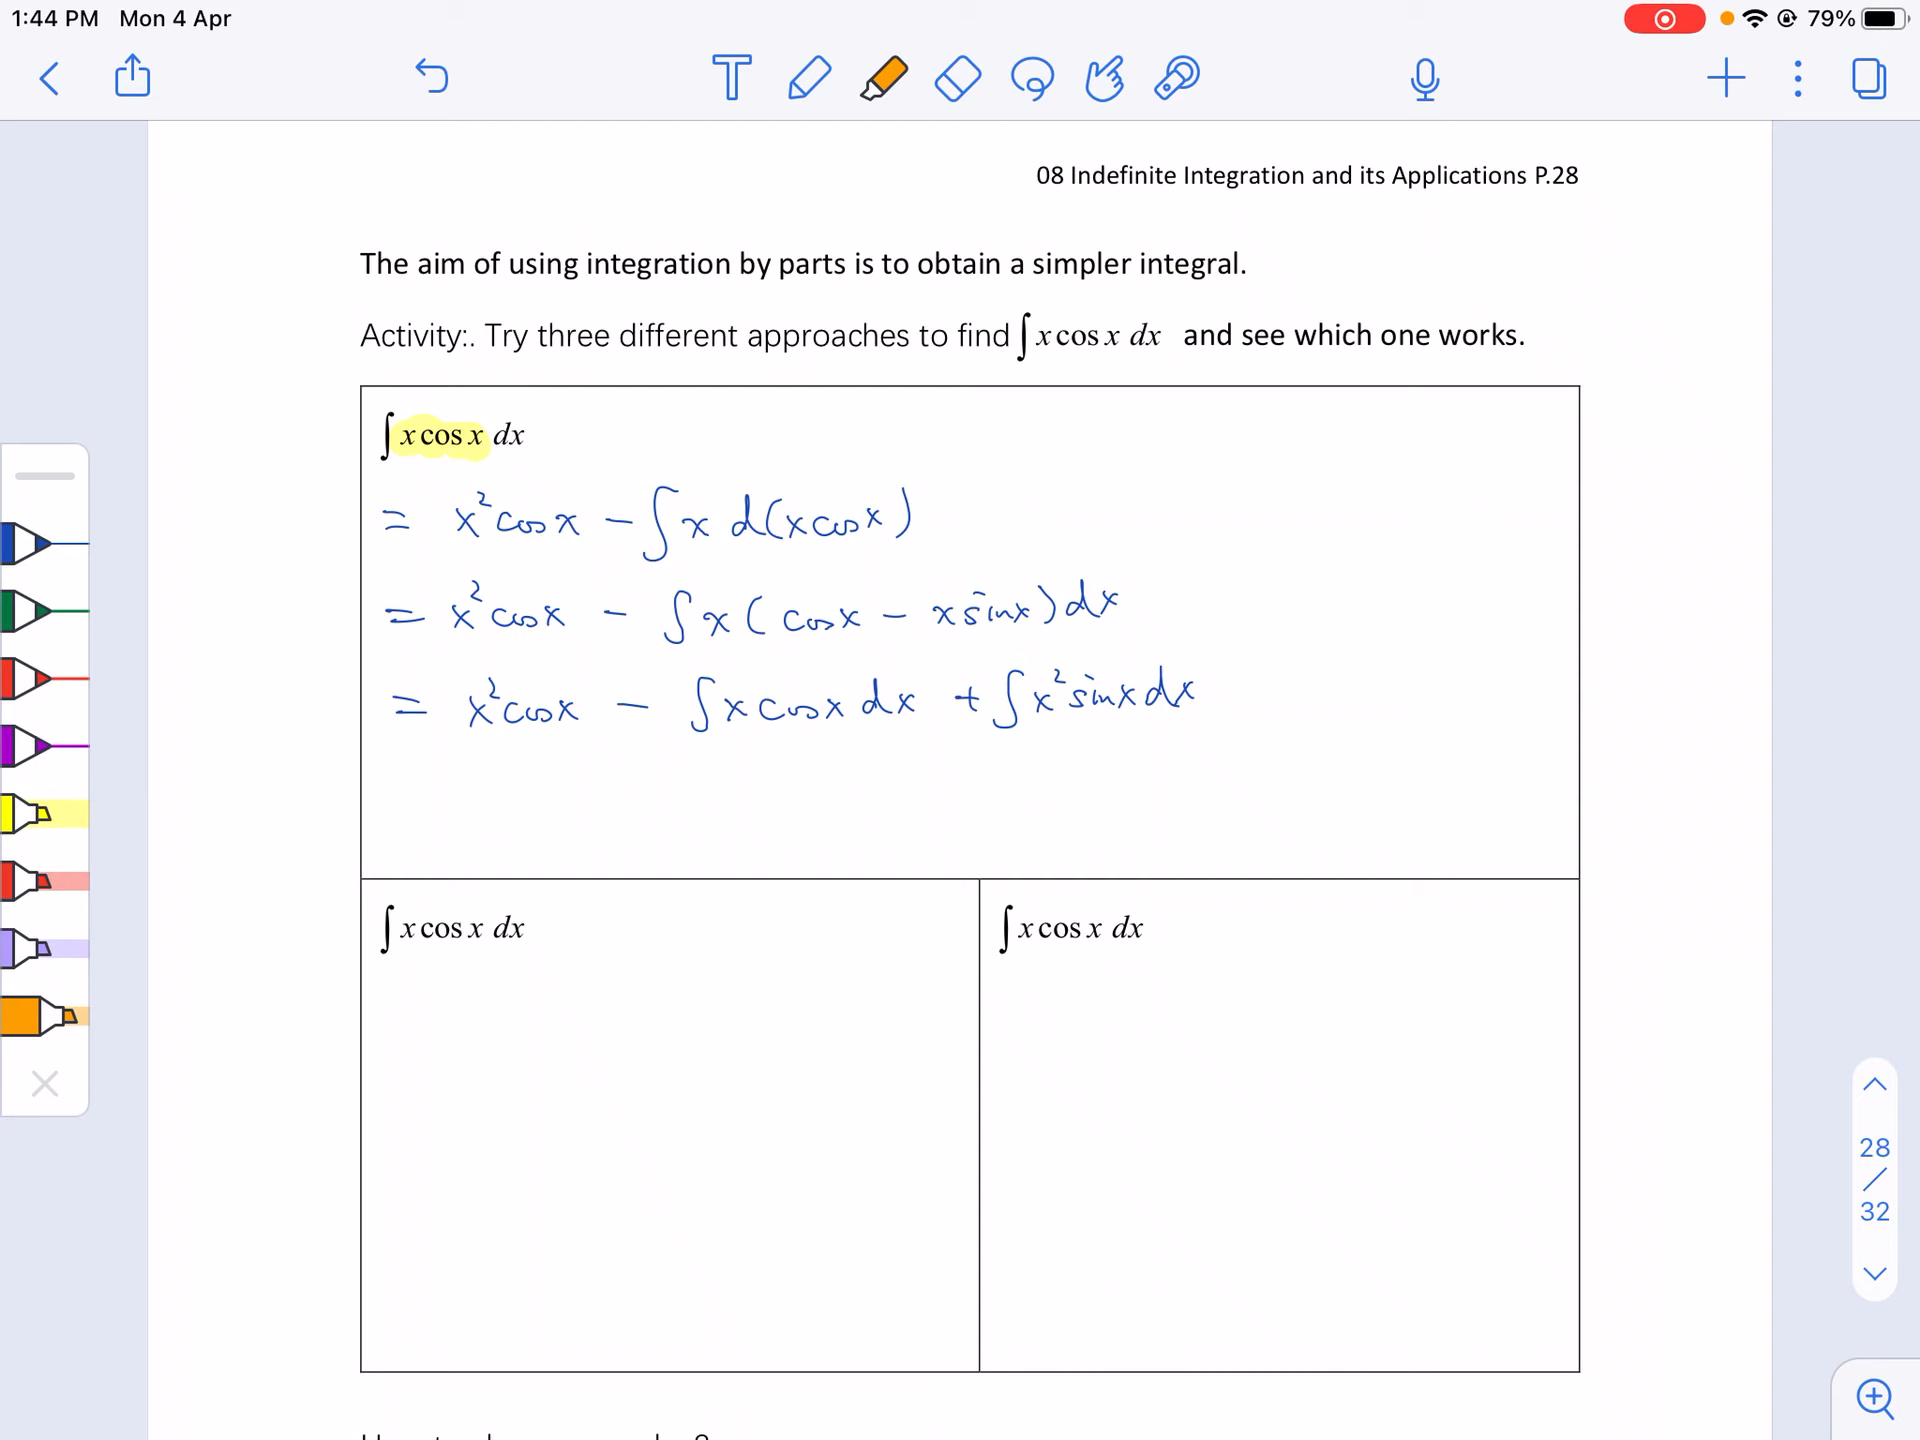 1:44 PM Mon 4 Apr
79%
T
08 Indefinite Integration and its Applications P.28
The aim of using integration by parts is to obtain a simpler integral.
Activity:. Try three different approaches to find ∫ x cos x dx and see which one works.
∫ x cos x dx
= x² cos x − ∫ x d(x cos x)
= x² cos x − ∫ x ( cos x − x sin x ) dx
= x² cos x − ∫ x cos x dx + ∫ x² sin x dx
∫ x cos x dx
∫ x cos x dx
28
/
32